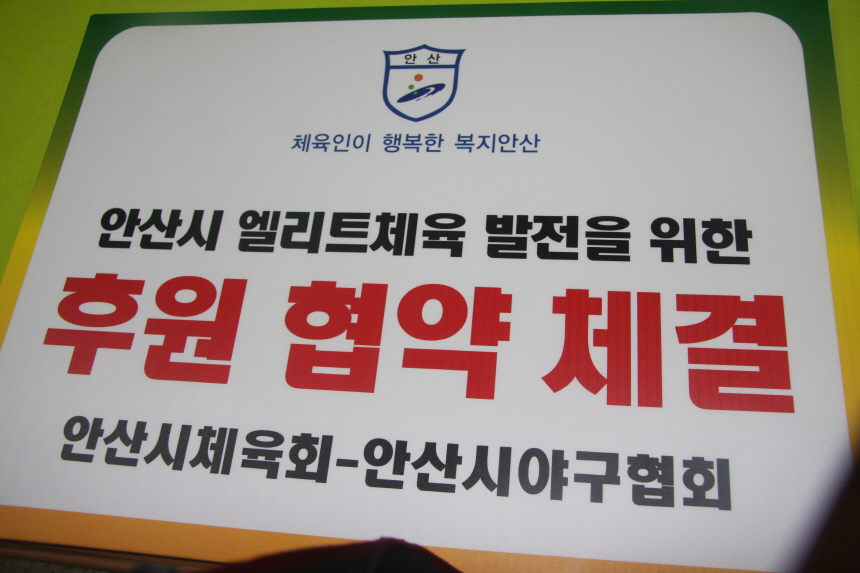 안산
체육인이 행복한 복지안산
안산시 엘리트체육 발전을 위한
후원 협약 체결
안산시체육회-안산시야구협회